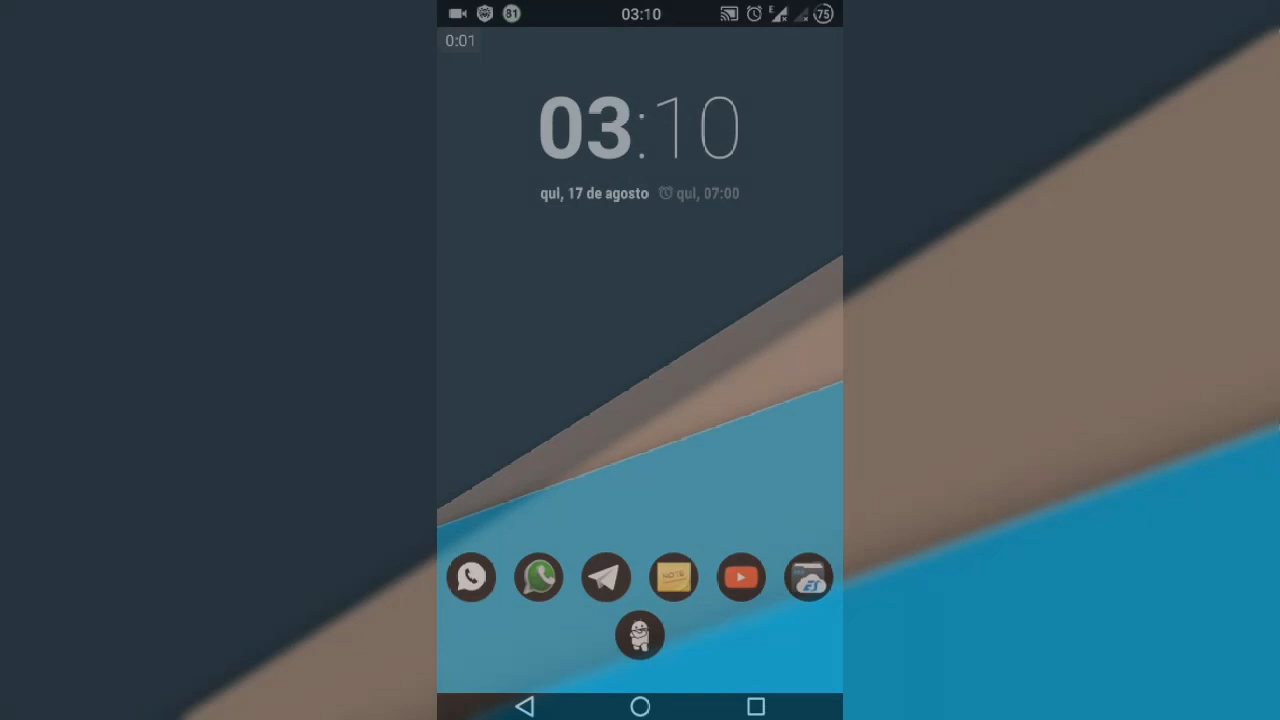 81 03:10 E 75
0:01
03:10
qui, 17 de agosto qui, 07:00
NOTE
ES